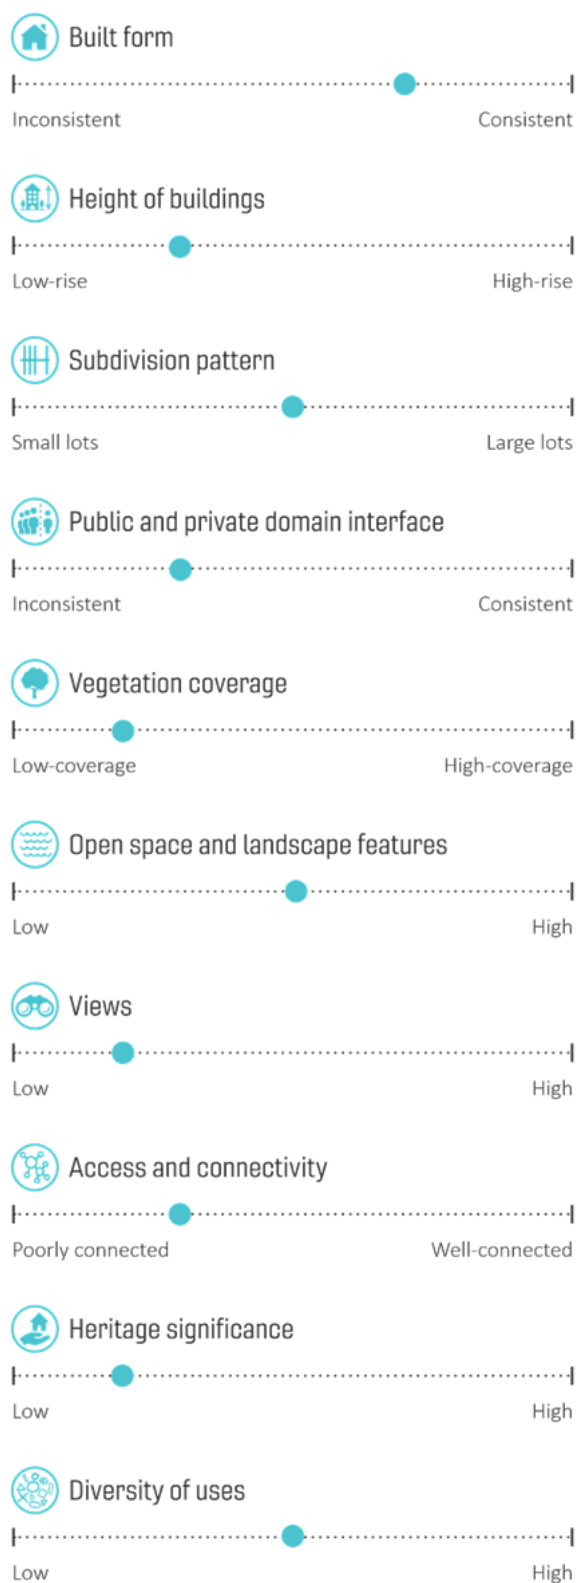 Built form
Inconsistent Consistent
Height of buildings
Low-rise High-rise
Subdivision pattern
Small lots Large lots
Public and private domain interface
Inconsistent Consistent
Vegetation coverage
Low-coverage High-coverage
Open space and landscape features
Low High
Views
Low High
Access and connectivity
Poorly connected Well-connected
Heritage significance
Low High
Diversity of uses
Low High